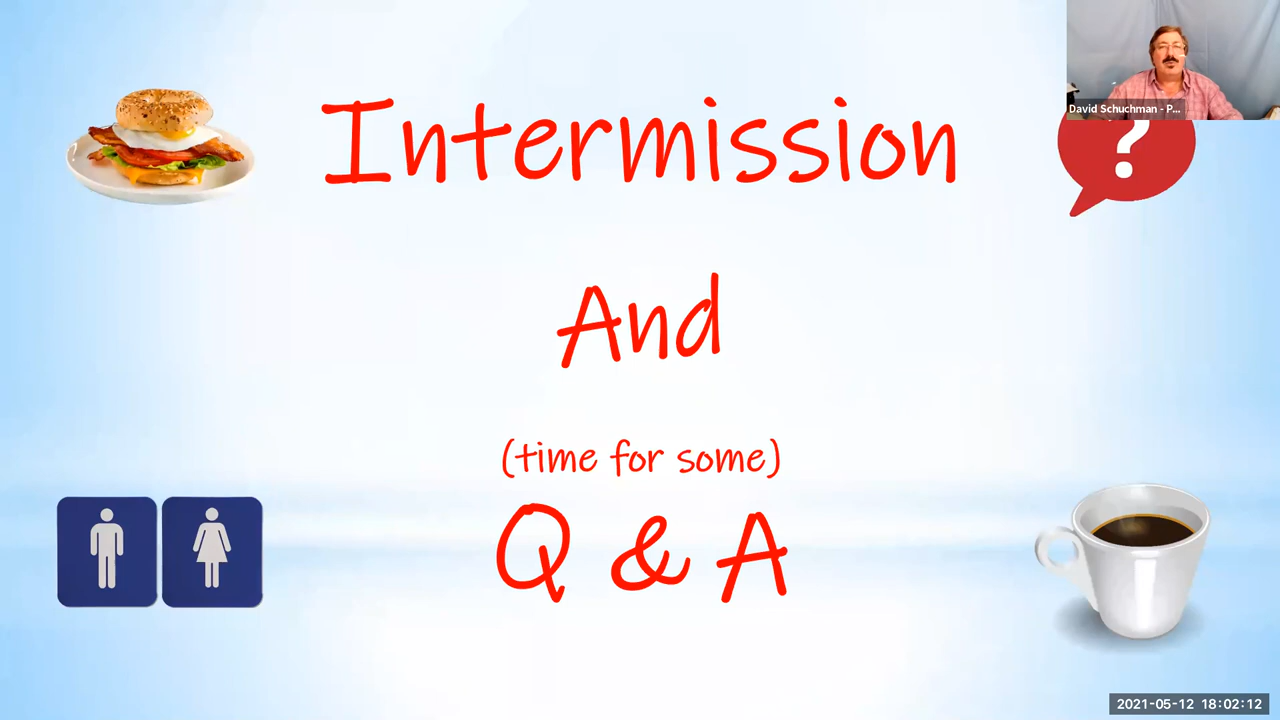 David Schuchman - P...
Intermission
?
And
(time for some)
Q & A
2021-05-12 18:02:12